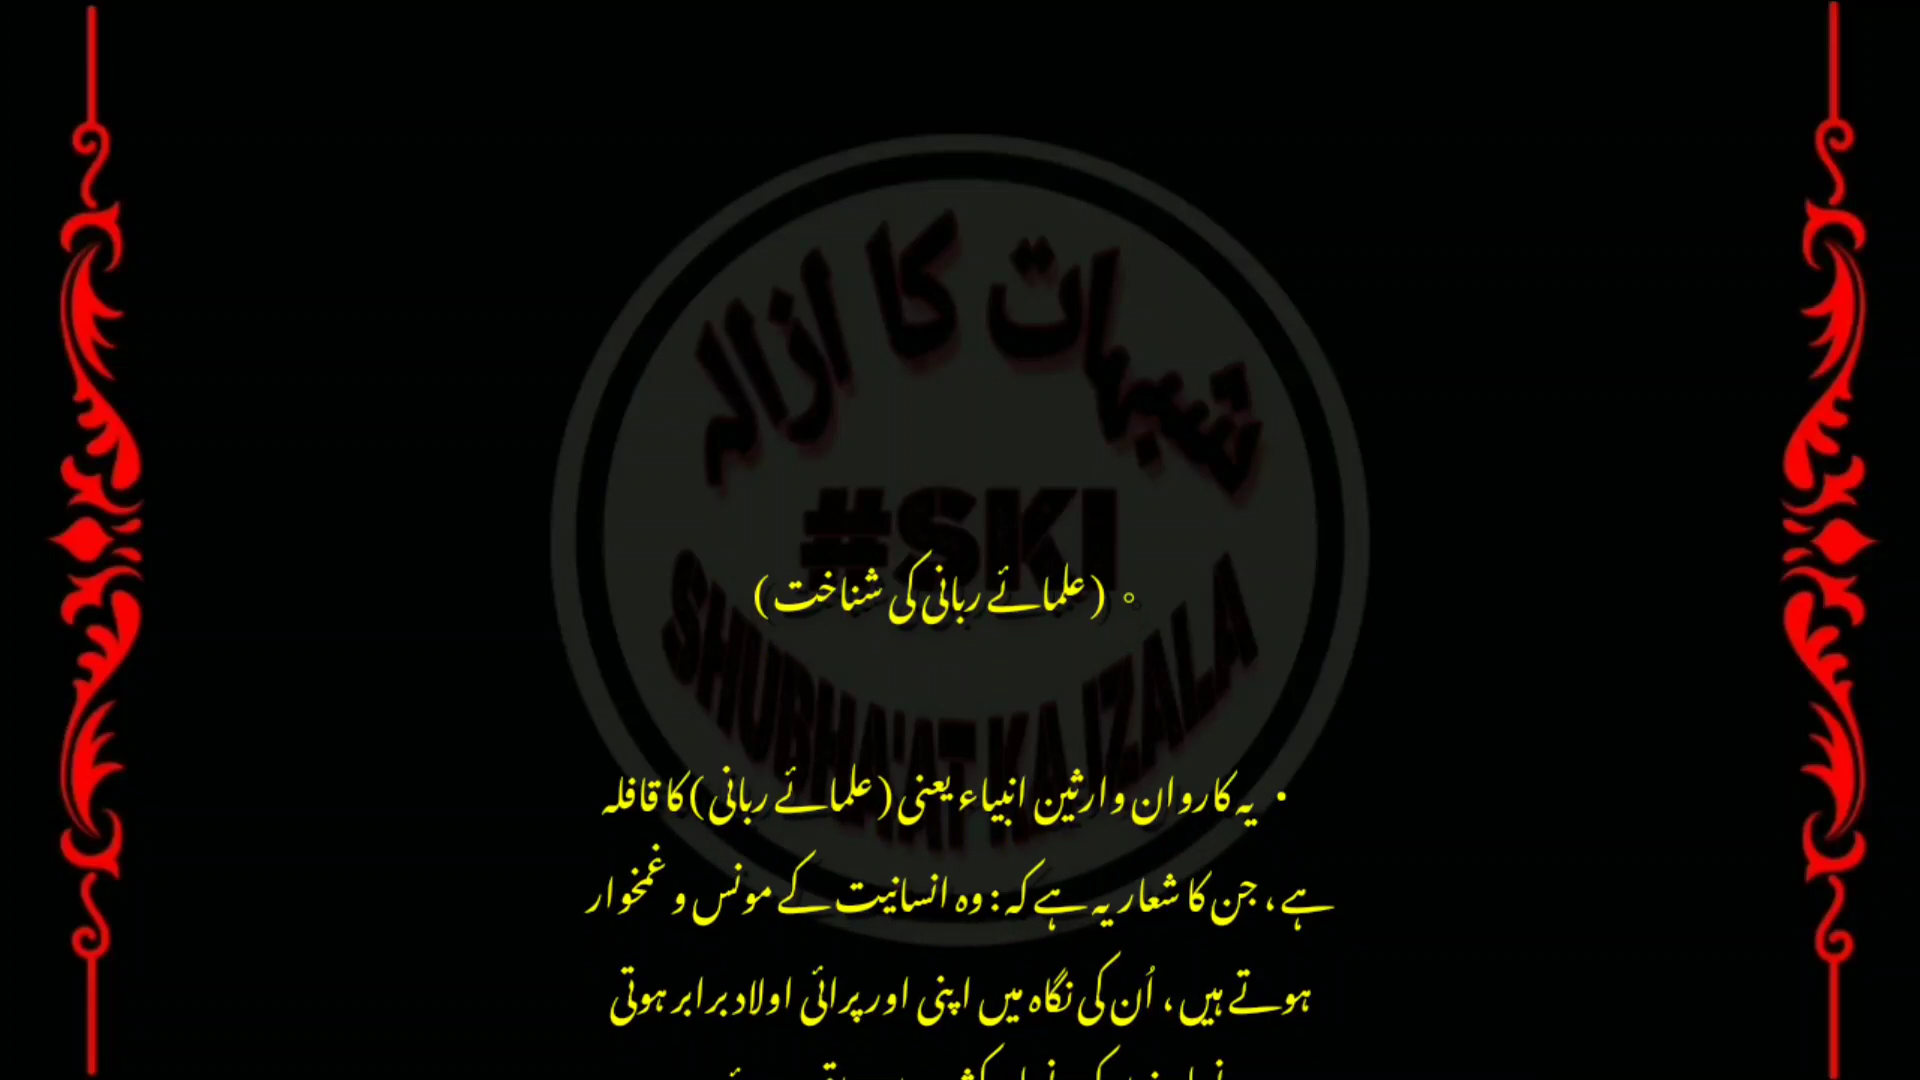 شبہات کا ازالہ
#SKI
SHUBHA'AT KA IZALA
◦ (علمائے ربانی کی شناخت)
• یہ کاروان وارثین انبیاء یعنی (علمائے ربانی) کا قافلہ
ہے، جن کا شعار یہ ہے کہ: وہ انسانیت کے مونس و غمخوار
ہوتے ہیں، اُن کی نگاہ میں اپنی اور پرائی اولاد برابر ہوتی